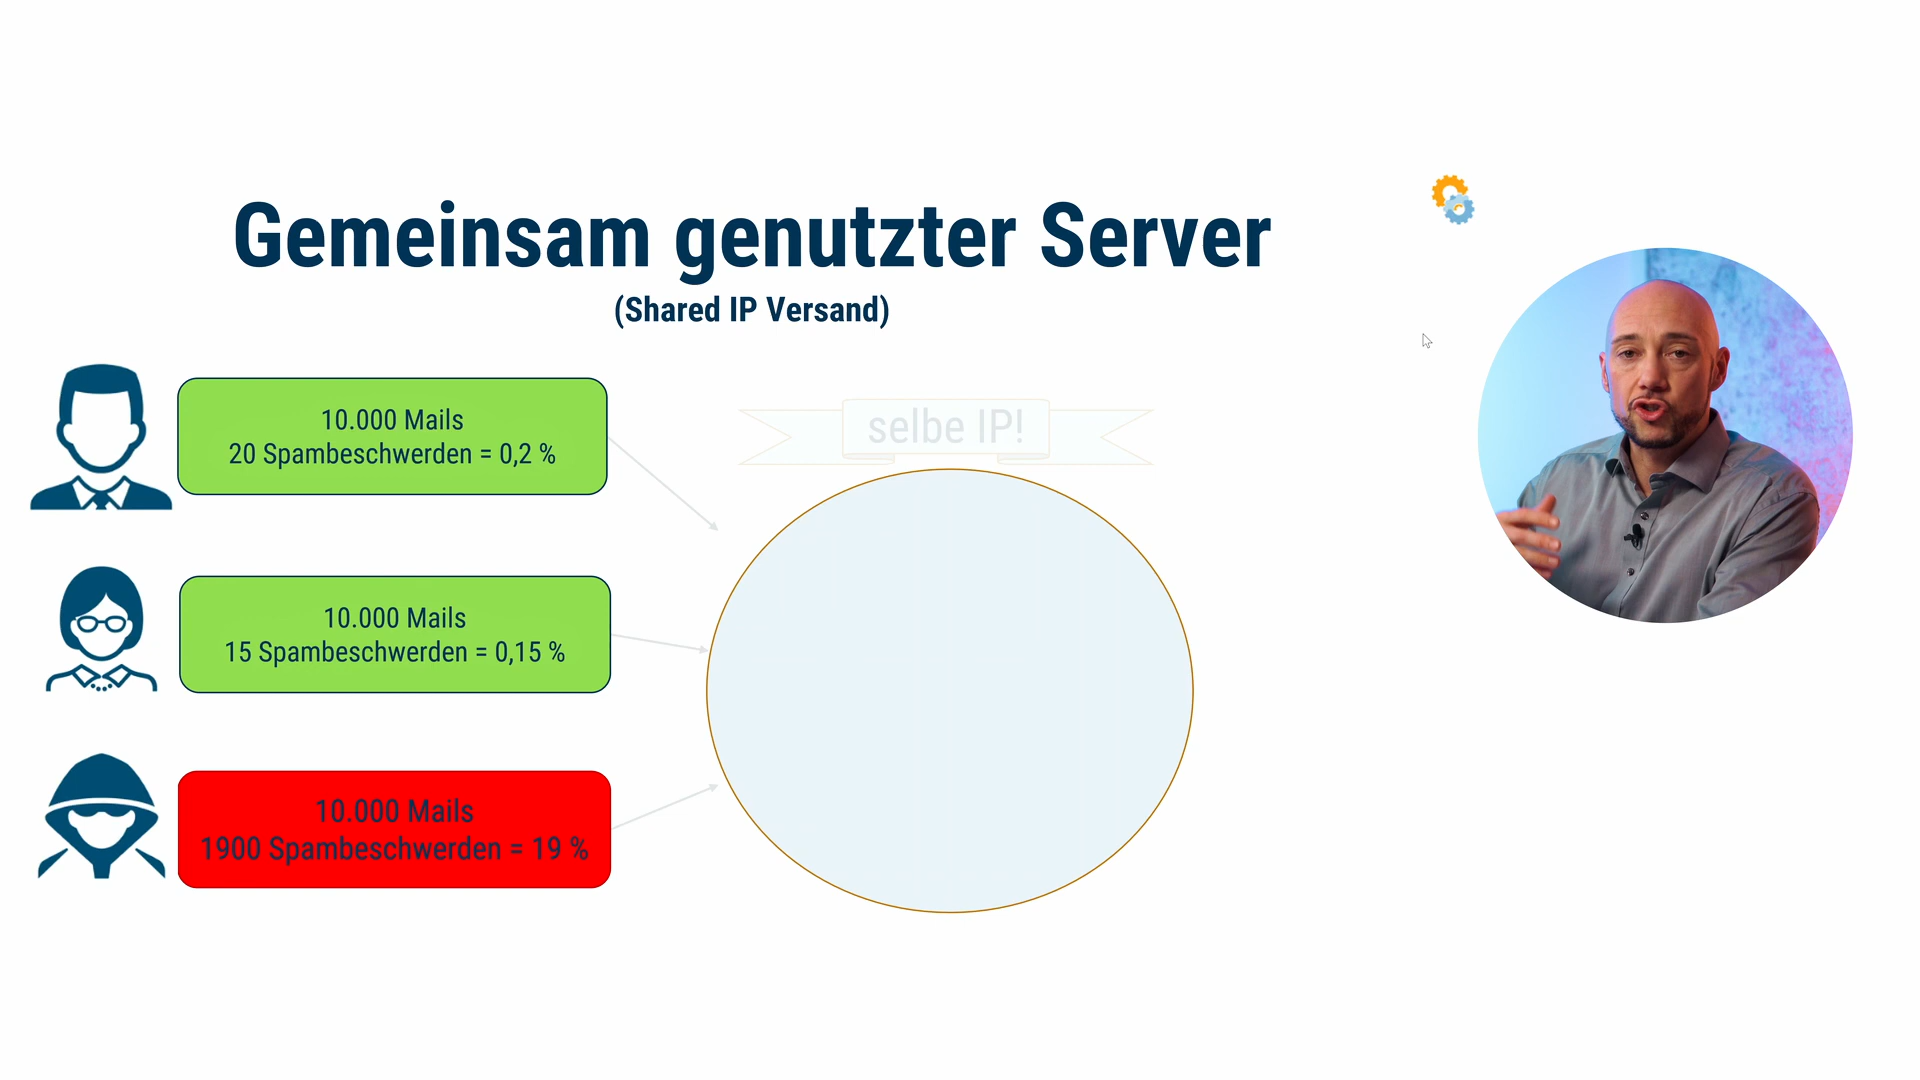 Gemeinsam genutzter Server
(Shared IP Versand)
10.000 Mails
20 Spambeschwerden = 0,2 %
selbe IP!
10.000 Mails
15 Spambeschwerden = 0,15 %
10.000 Mails
1900 Spambeschwerden = 19 %